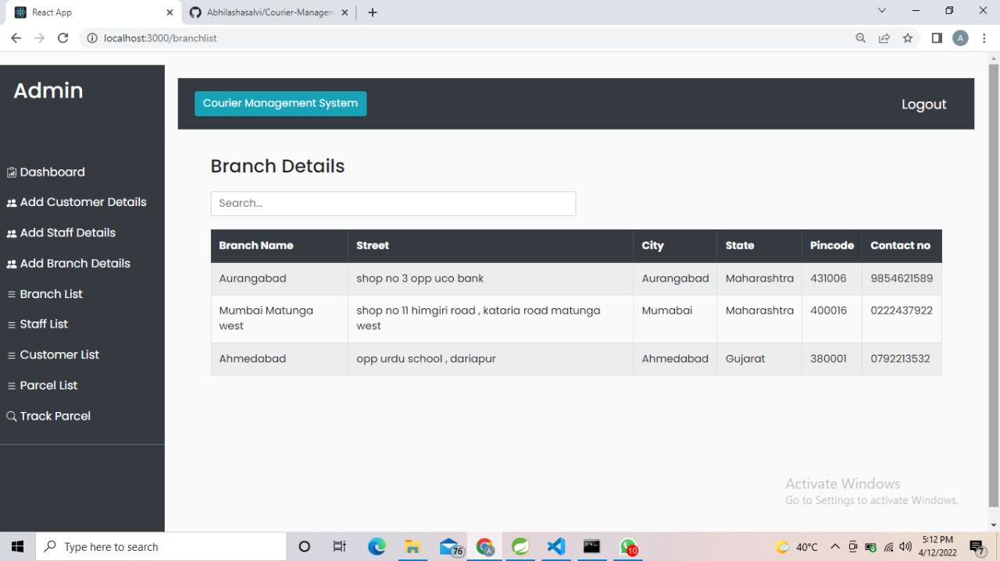 React App
Abhilashasalvi/Courier-Managem
localhost:3000/branchlist
A
Admin
Courier Management System
Logout
Dashboard
Add Customer Details
Add Staff Details
Add Branch Details
Branch List
Staff List
Customer List
Parcel List
Track Parcel
Branch Details
Search...
Branch Name Street City State Pincode Contact no
Aurangabad shop no 3 opp uco bank Aurangabad Maharashtra 431006 9854621589
Mumbai Matunga
west shop no 11 himgiri road , kataria road matunga
west Mumabai Maharashtra 400016 0222437922
Ahmedabad opp urdu school , dariapur Ahmedabad Gujarat 380001 0792213532
Activate Windows
Go to Settings to activate Windows.
Type here to search
76
A
10
40°C
5:12 PM
4/12/2022
7